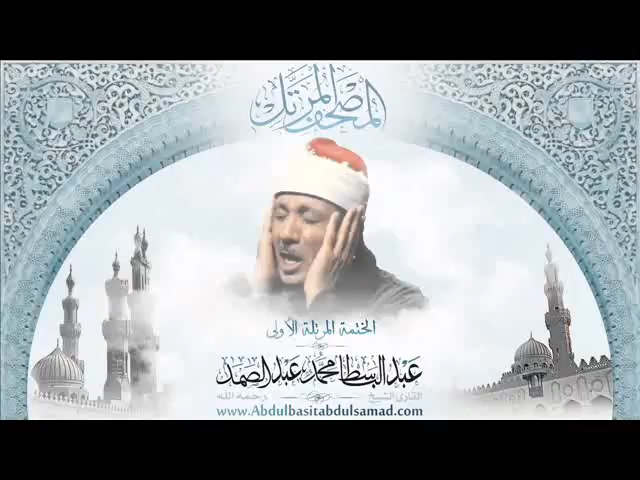 المصحف المرتل
الختمة المرتلة الأولى
عبد الباسط محمد عبد الصمد
القارئ الشيخ رحمه الله
www.Abdulbasitabdulsamad.com